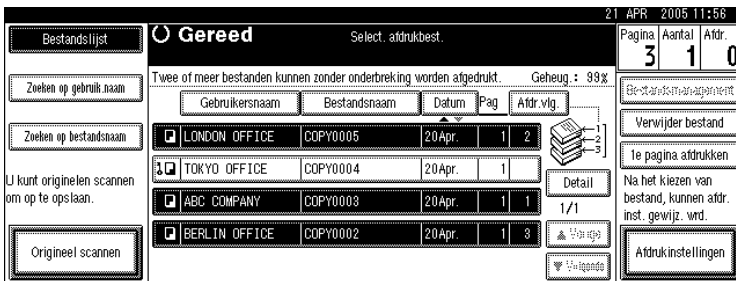 21 APR 2005 11:56
Bestandslijst
Gereed
Select. afdrukbest.
Pagina Aantal Afdr.
3 1 0
Zoeken op gebruik.naam
Zoeken op bestandsnaam
U kunt originelen scannen
om op te opslaan.
Origineel scannen
Twee of meer bestanden kunnen zonder onderbreking worden afgedrukt. Geheug.: 99%
Gebruikersnaam Bestandsnaam Datum Pag Afdr.vlg.
LONDON OFFICE COPY0005 20Apr. 1 2
TOKYO OFFICE COPY0004 20Apr. 1
ABC COMPANY COPY0003 20Apr. 1 1
BERLIN OFFICE COPY0002 20Apr. 1 3
1
2
3
Detail
1/1
Vorige
Volgende
Bestandsmanagement
Verwijder bestand
1e pagina afdrukken
Na het kiezen van
bestand, kunnen afdr.
inst. gewijz. wrd.
Afdrukinstellingen